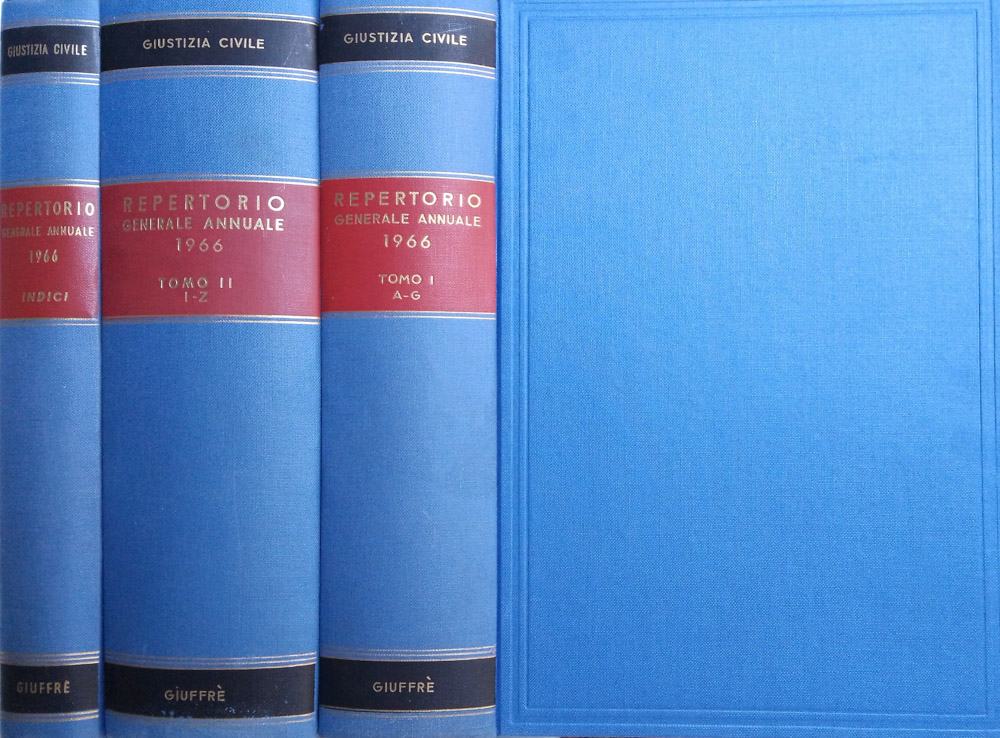 GIUSTIZIA CIVILE
REPERTORIO
GENERALE ANNUALE
1966
INDICI
GIUFFRÈ
GIUSTIZIA CIVILE
REPERTORIO
GENERALE ANNUALE
1966
TOMO II
I-Z
GIUFFRÈ
GIUSTIZIA CIVILE
REPERTORIO
GENERALE ANNUALE
1966
TOMO I
A-G
GIUFFRÈ